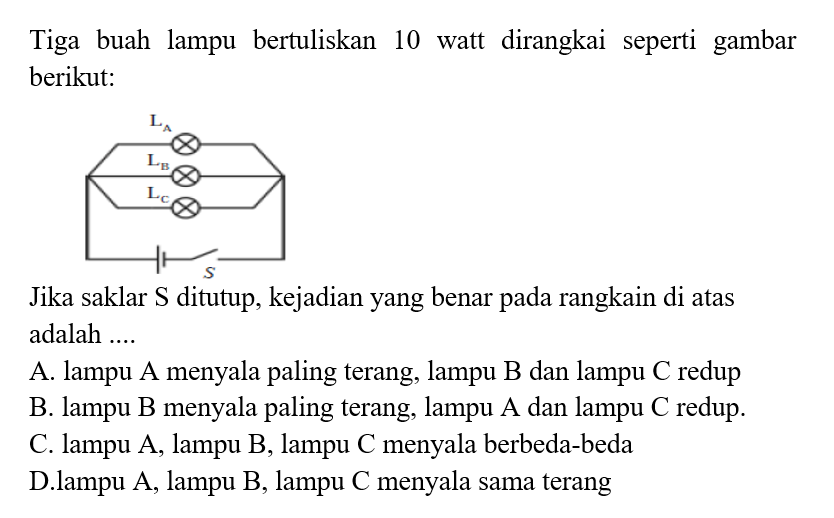 Tiga buah lampu bertuliskan 10 watt dirangkai seperti gambar
berikut:
L_A
L_B
L_C
S
Jika saklar S ditutup, kejadian yang benar pada rangkain di atas
adalah ....
A. lampu A menyala paling terang, lampu B dan lampu C redup
B. lampu B menyala paling terang, lampu A dan lampu C redup.
C. lampu A, lampu B, lampu C menyala berbeda-beda
D.lampu A, lampu B, lampu C menyala sama terang